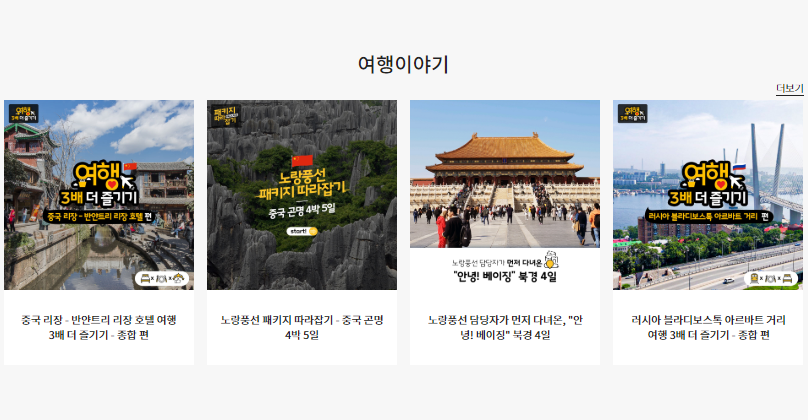 여행이야기
더보기
여행
3배 더 즐기기
여행
3배 더 즐기기
중국 리장 - 반얀트리 리장 호텔 편
패키지
따라잡기
노랑풍선
패키지 따라잡기
중국 곤명 4박 5일
start!
노랑풍선 담당자가 먼저 다녀온
"안녕! 베이징" 북경 4일
여행
3배 더 즐기기
여행
3배 더 즐기기
러시아 블라디보스톡 아르바트 거리 편
중국 리장 - 반얀트리 리장 호텔 여행
3배 더 즐기기 - 종합 편
노랑풍선 패키지 따라잡기 - 중국 곤명
4박 5일
노랑풍선 담당자가 먼저 다녀온, "안
녕! 베이징" 북경 4일
러시아 블라디보스톡 아르바트 거리
여행 3배 더 즐기기 - 종합 편